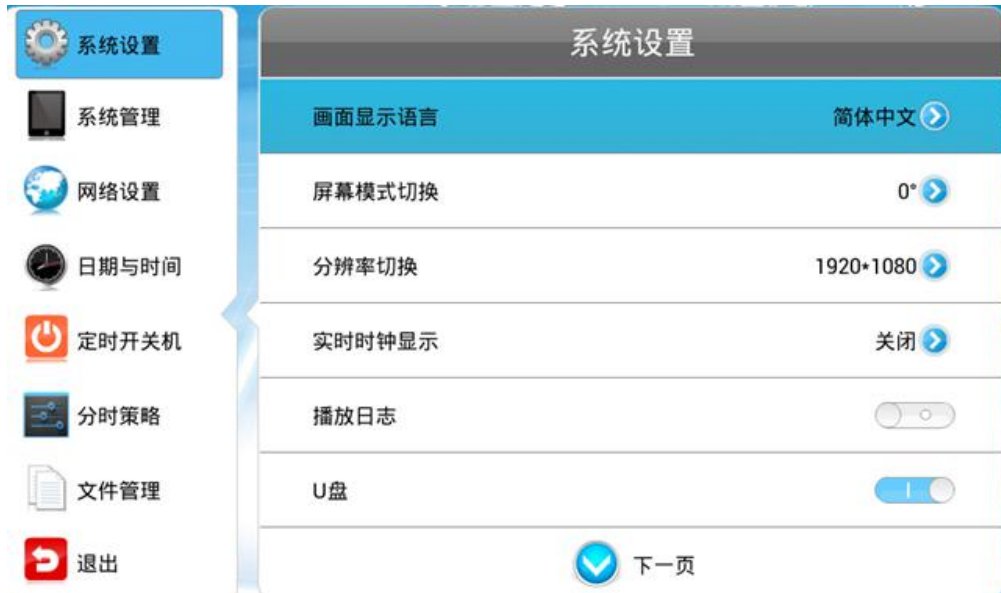 系统设置
系统管理
网络设置
日期与时间
定时开关机
分时策略
文件管理
退出
系统设置
画面显示语言 简体中文
屏幕模式切换 0°
分辨率切换 1920*1080
实时时钟显示 关闭
播放日志
U盘
下一页